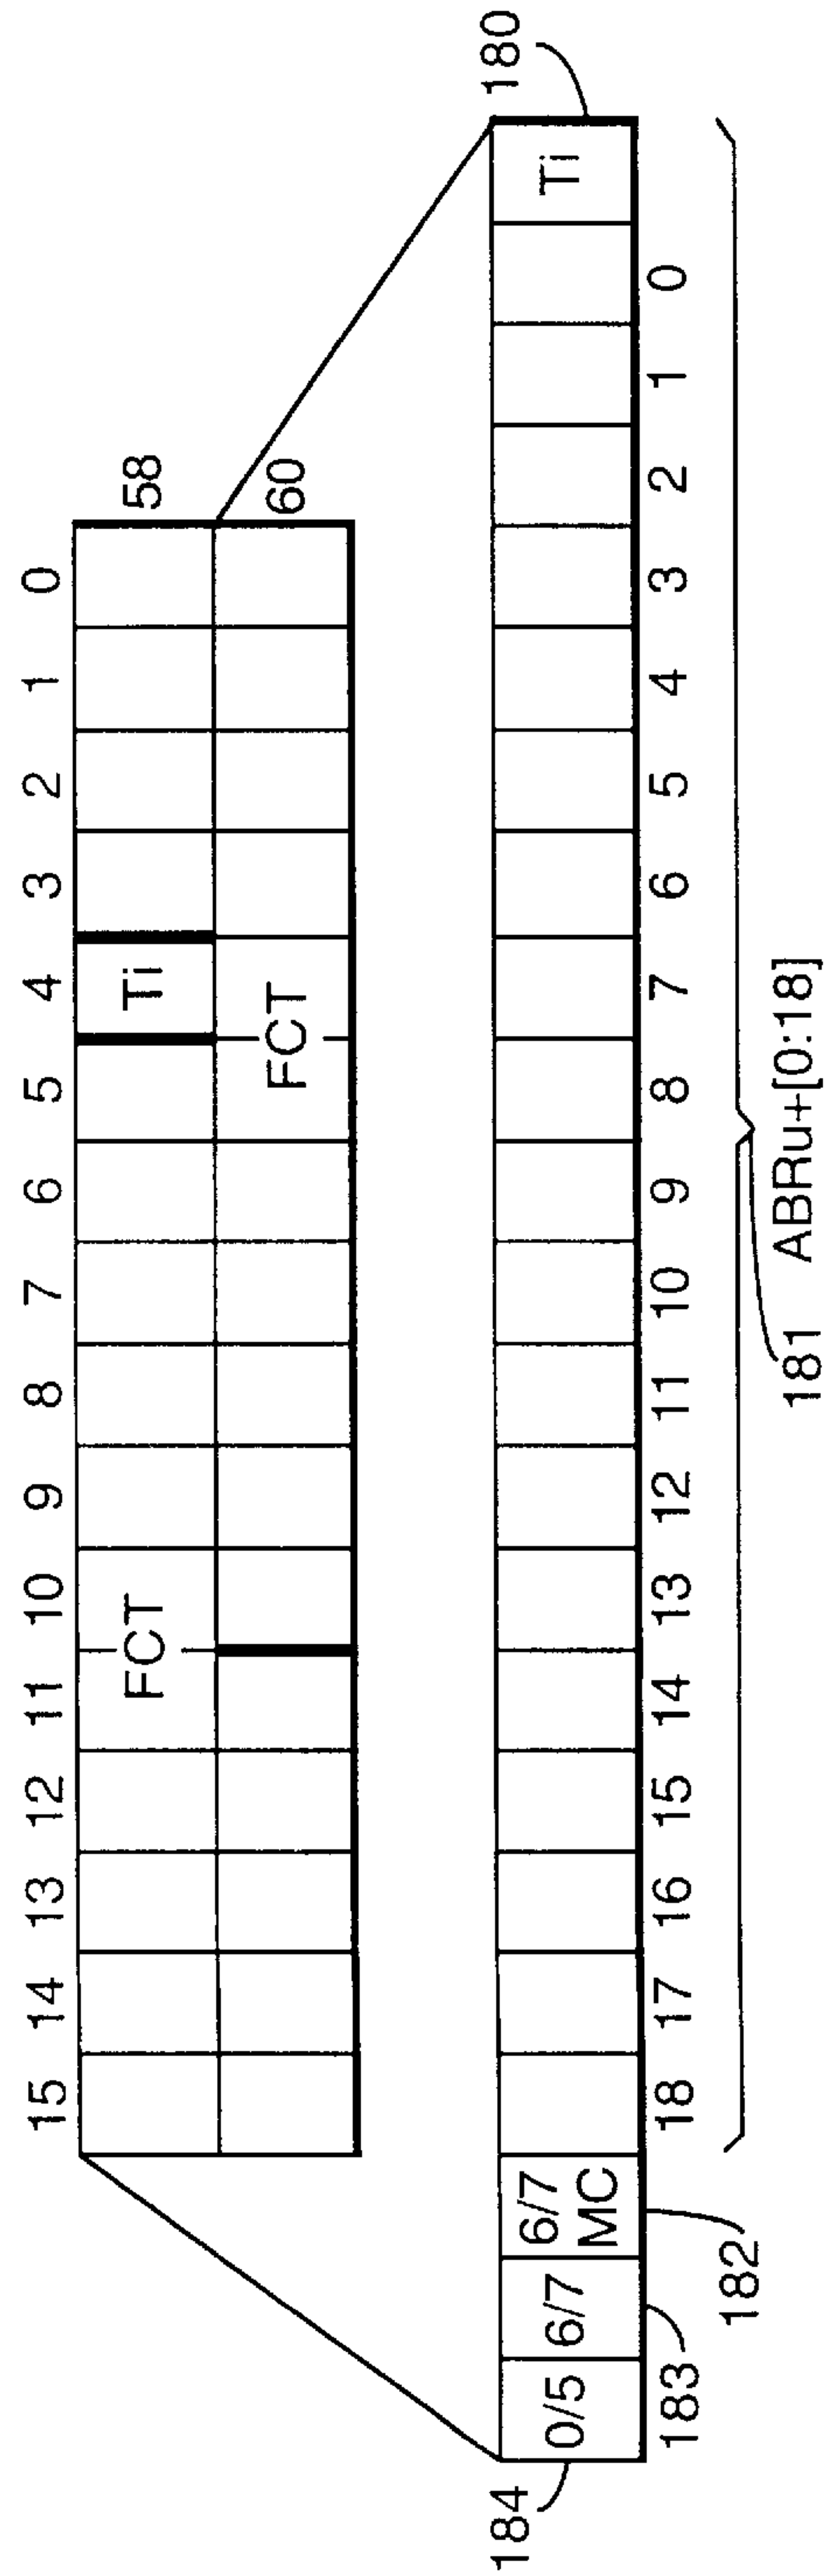 15 14 13 12 11 10 9 8 7 6 5 4 3 2 1 0
FCT Ti 58
FCT 60
184 0/5 6/7 6/7 MC Ti 180
183 182 18 17 16 15 14 13 12 11 10 9 8 7 6 5 4 3 2 1 0
181 ABRu+[0:18]